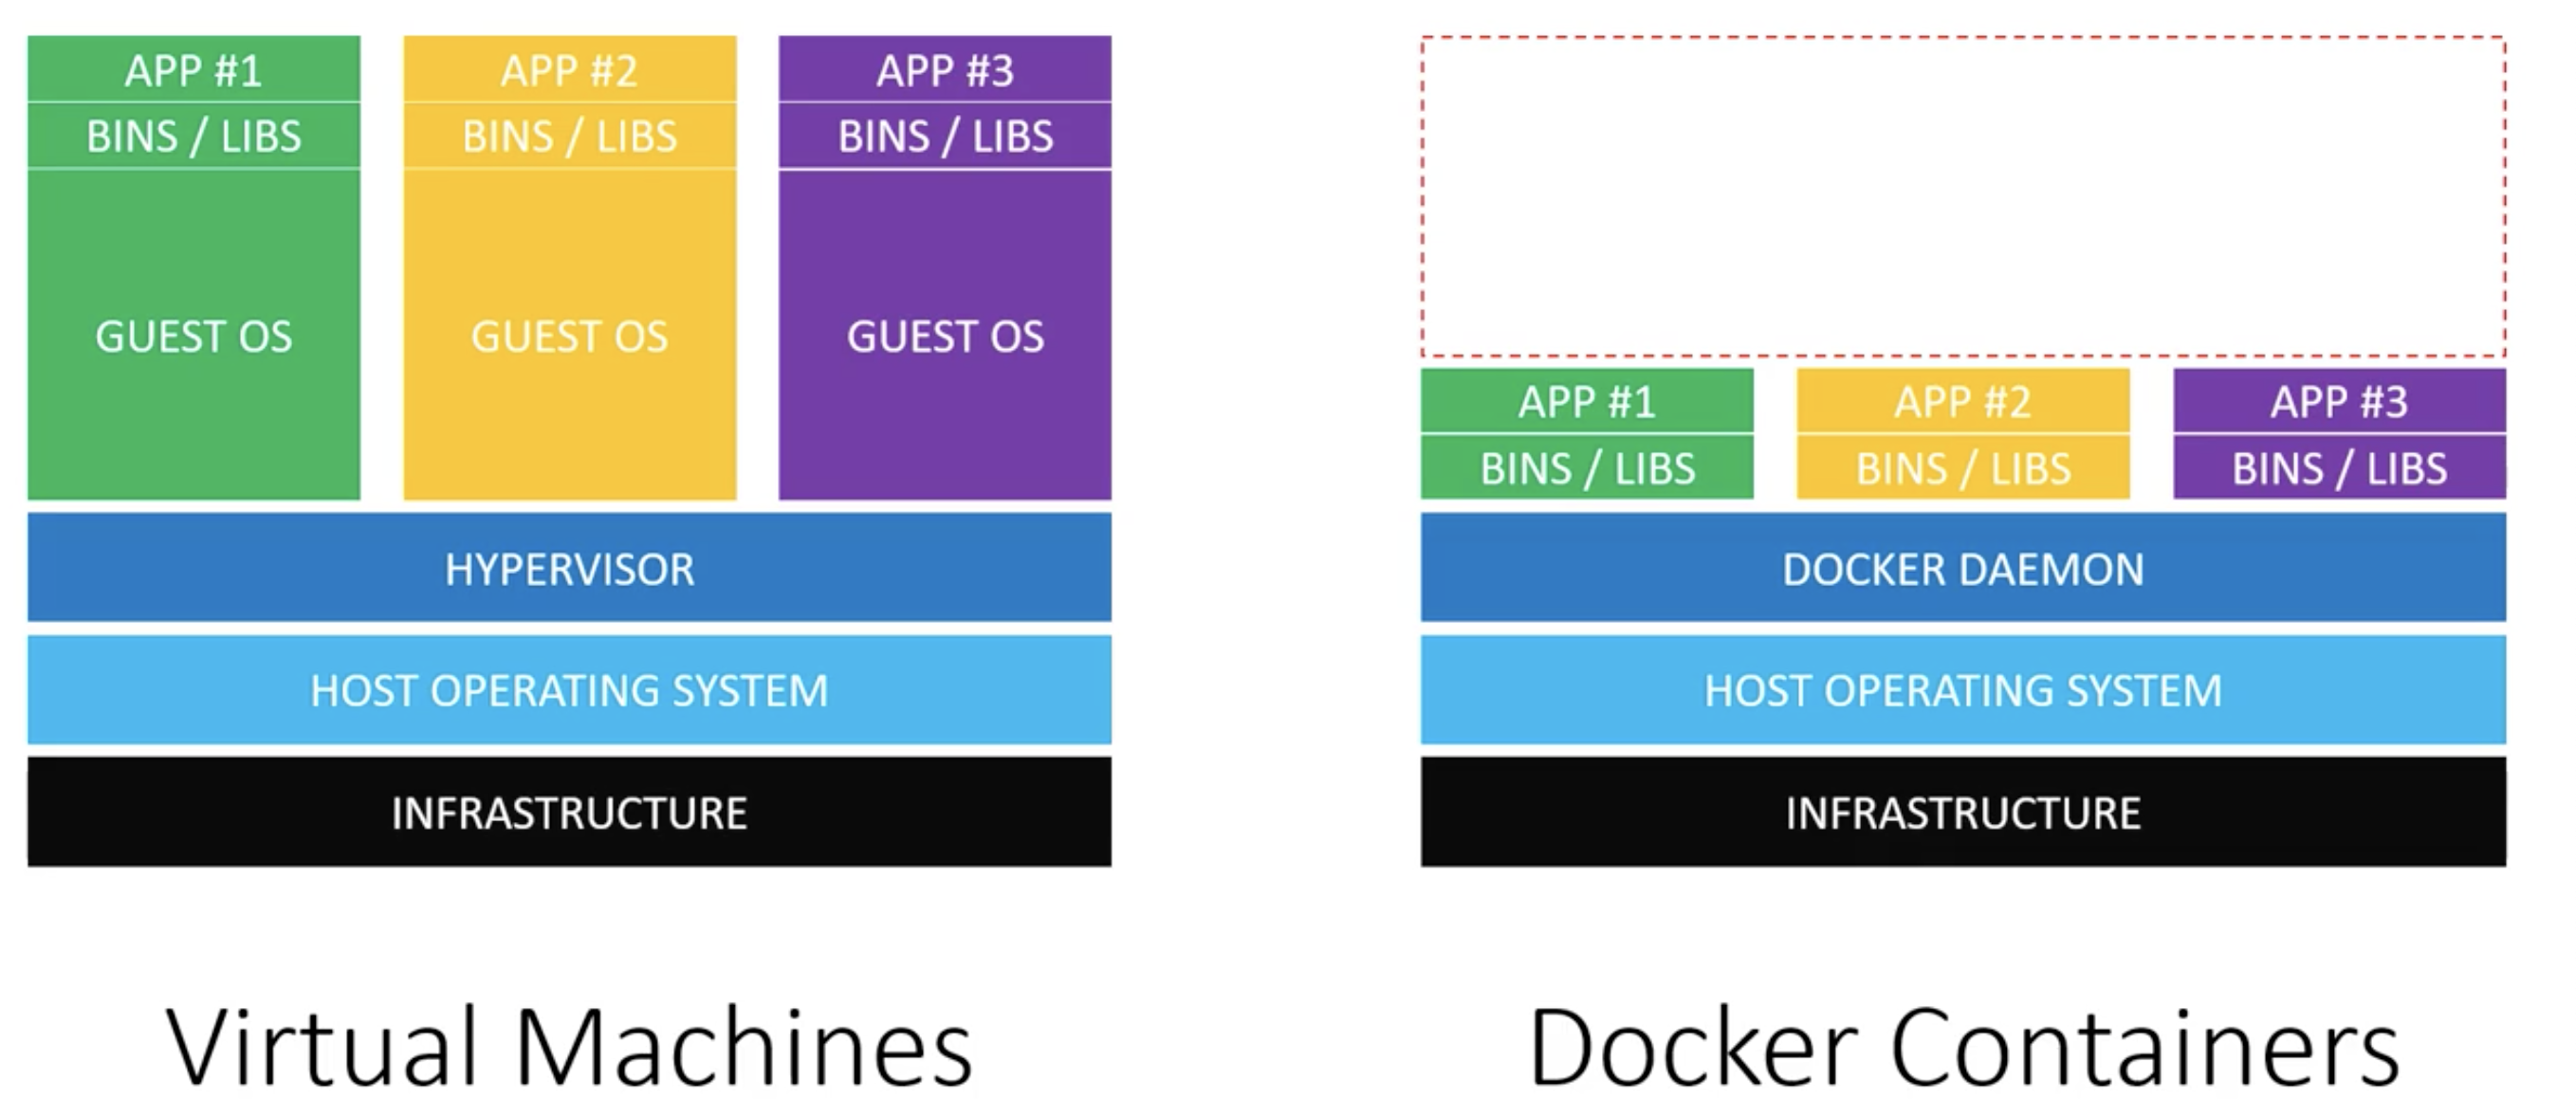 APP #1
BINS / LIBS
GUEST OS
APP #2
BINS / LIBS
GUEST OS
APP #3
BINS / LIBS
GUEST OS
HYPERVISOR
HOST OPERATING SYSTEM
INFRASTRUCTURE
Virtual Machines
APP #1
BINS / LIBS
APP #2
BINS / LIBS
APP #3
BINS / LIBS
DOCKER DAEMON
HOST OPERATING SYSTEM
INFRASTRUCTURE
Docker Containers